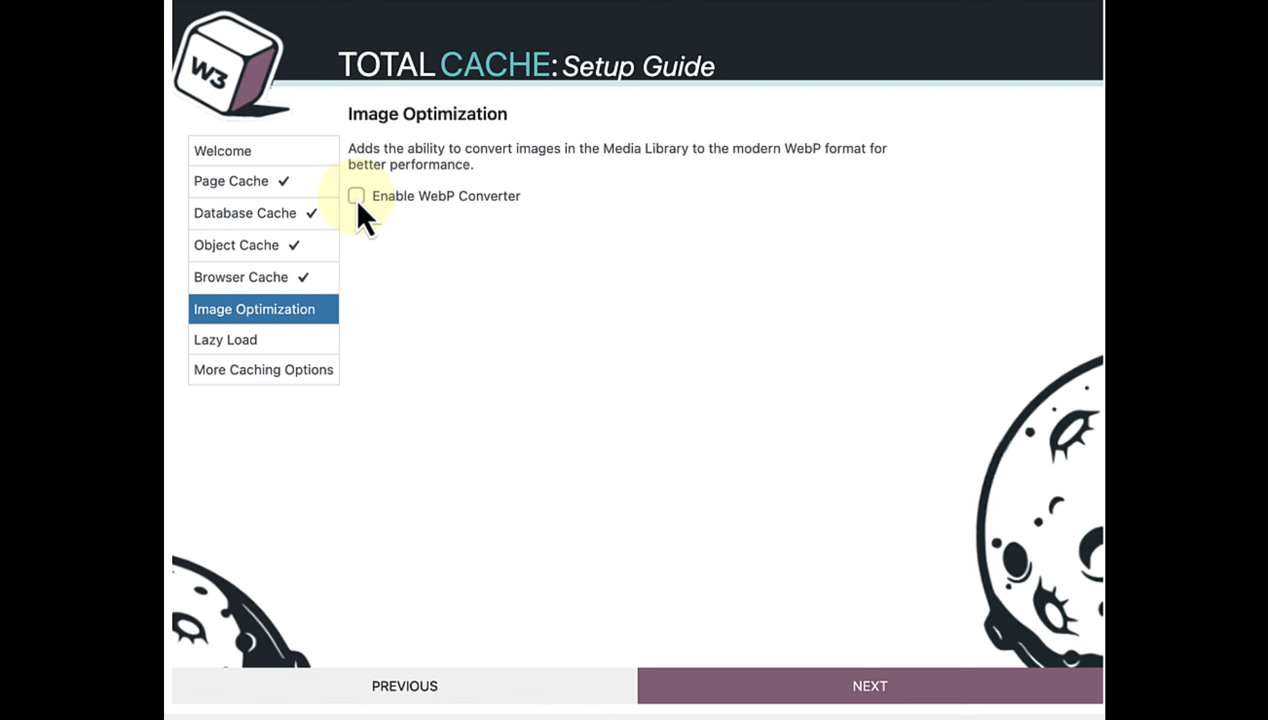 W3
TOTAL CACHE: Setup Guide
Image Optimization
Adds the ability to convert images in the Media Library to the modern WebP format for
better performance.
Enable WebP Converter
Welcome
Page Cache ✓
Database Cache ✓
Object Cache ✓
Browser Cache ✓
Image Optimization
Lazy Load
More Caching Options
PREVIOUS
NEXT